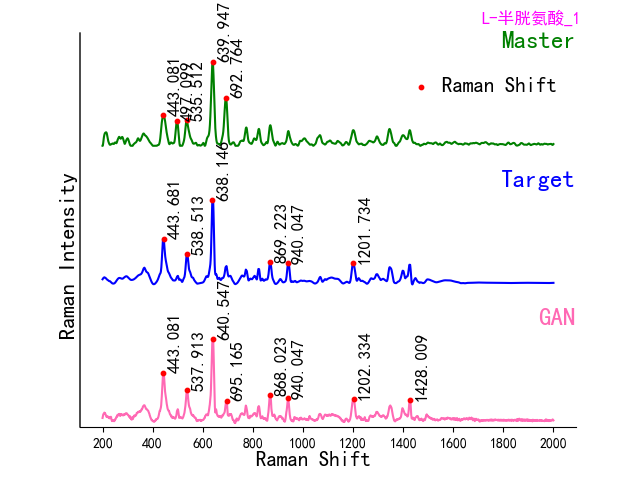 L-半胱氨酸_1
Master
Raman Shift
443.081
497.099
535.512
639.947
692.764
Target
443.681
538.513
638.146
869.223
940.047
1201.734
GAN
443.081
537.913
640.547
695.165
868.023
940.047
1202.334
1428.009
Raman Intensity
200 400 600 800 1000 1200 1400 1600 1800 2000
Raman Shift